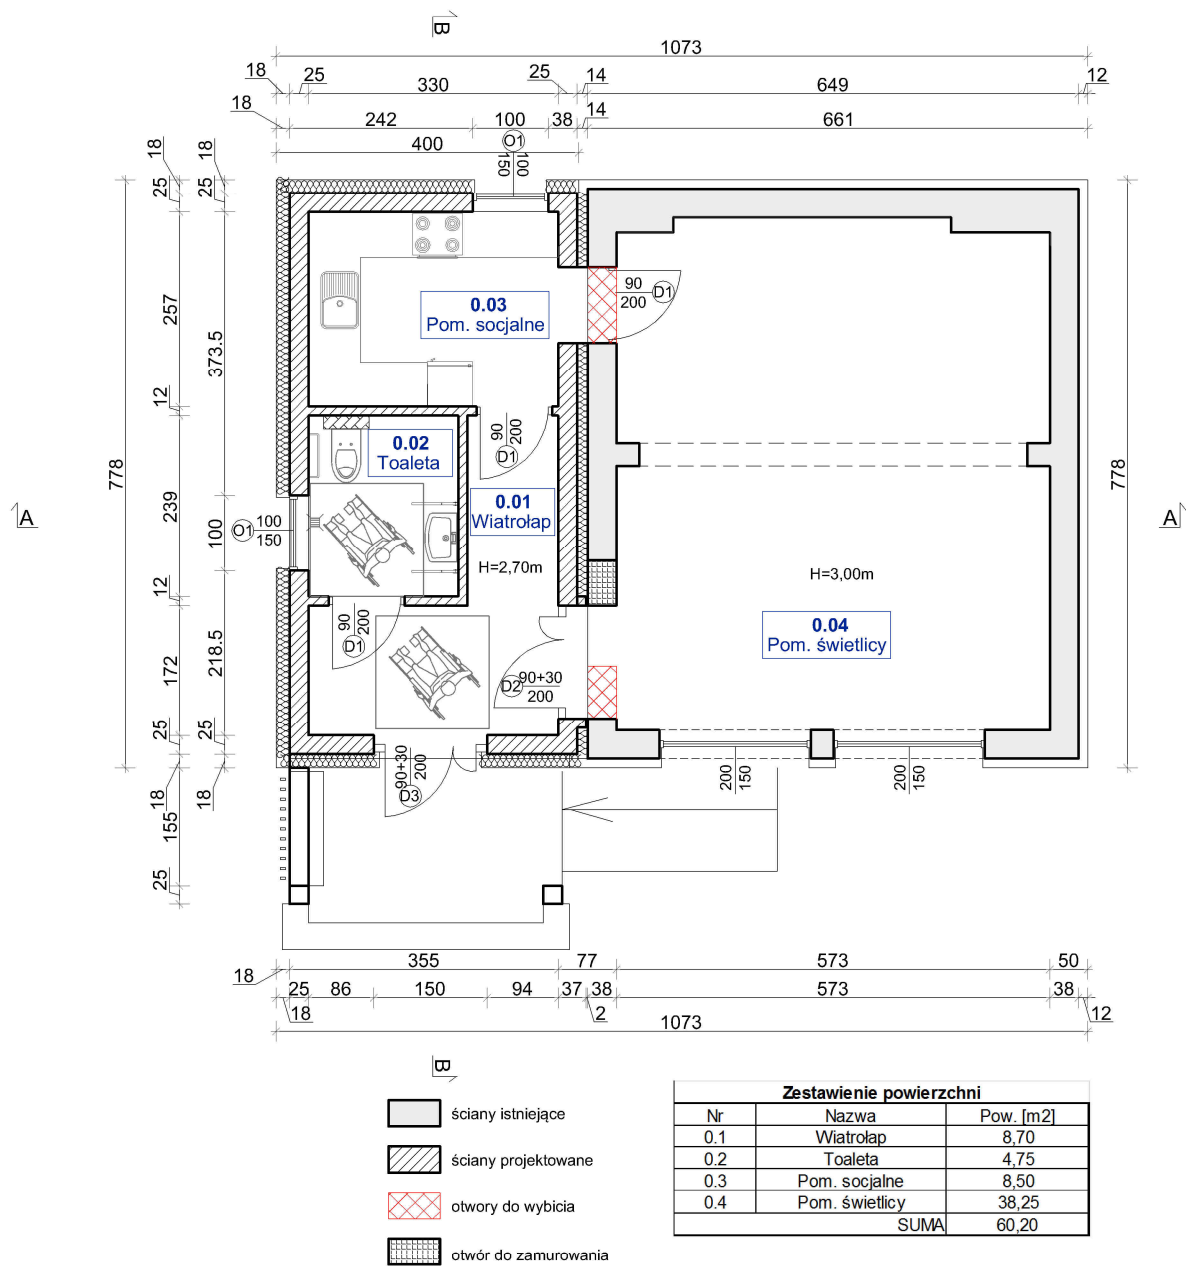 B
1073
18
25
330
25
14
649
12
18
242
100
38
14
661
400
O1
100
150
18
25
18
25
778
257
373.5
12
239
100
12
172
218.5
25
25
18
18
155
25
778
0.03
Pom. socjalne
90
200
D1
90
200
D1
0.02
Toaleta
0.01
Wiatrołap
A
A
O1
100
150
H=2,70m
H=3,00m
90
200
D1
0.04
Pom. świetlicy
D2
90+30
200
90+30
200
D3
200
150
200
150
18
355
77
573
50
25
86
150
94
37
38
573
38
18
2
12
1073
B
ściany istniejące
ściany projektowane
otwory do wybicia
otwór do zamurowania
Zestawienie powierzchni
Nr Nazwa Pow. [m2]
0.1 Wiatrołap 8,70
0.2 Toaleta 4,75
0.3 Pom. socjalne 8,50
0.4 Pom. świetlicy 38,25
SUMA 60,20